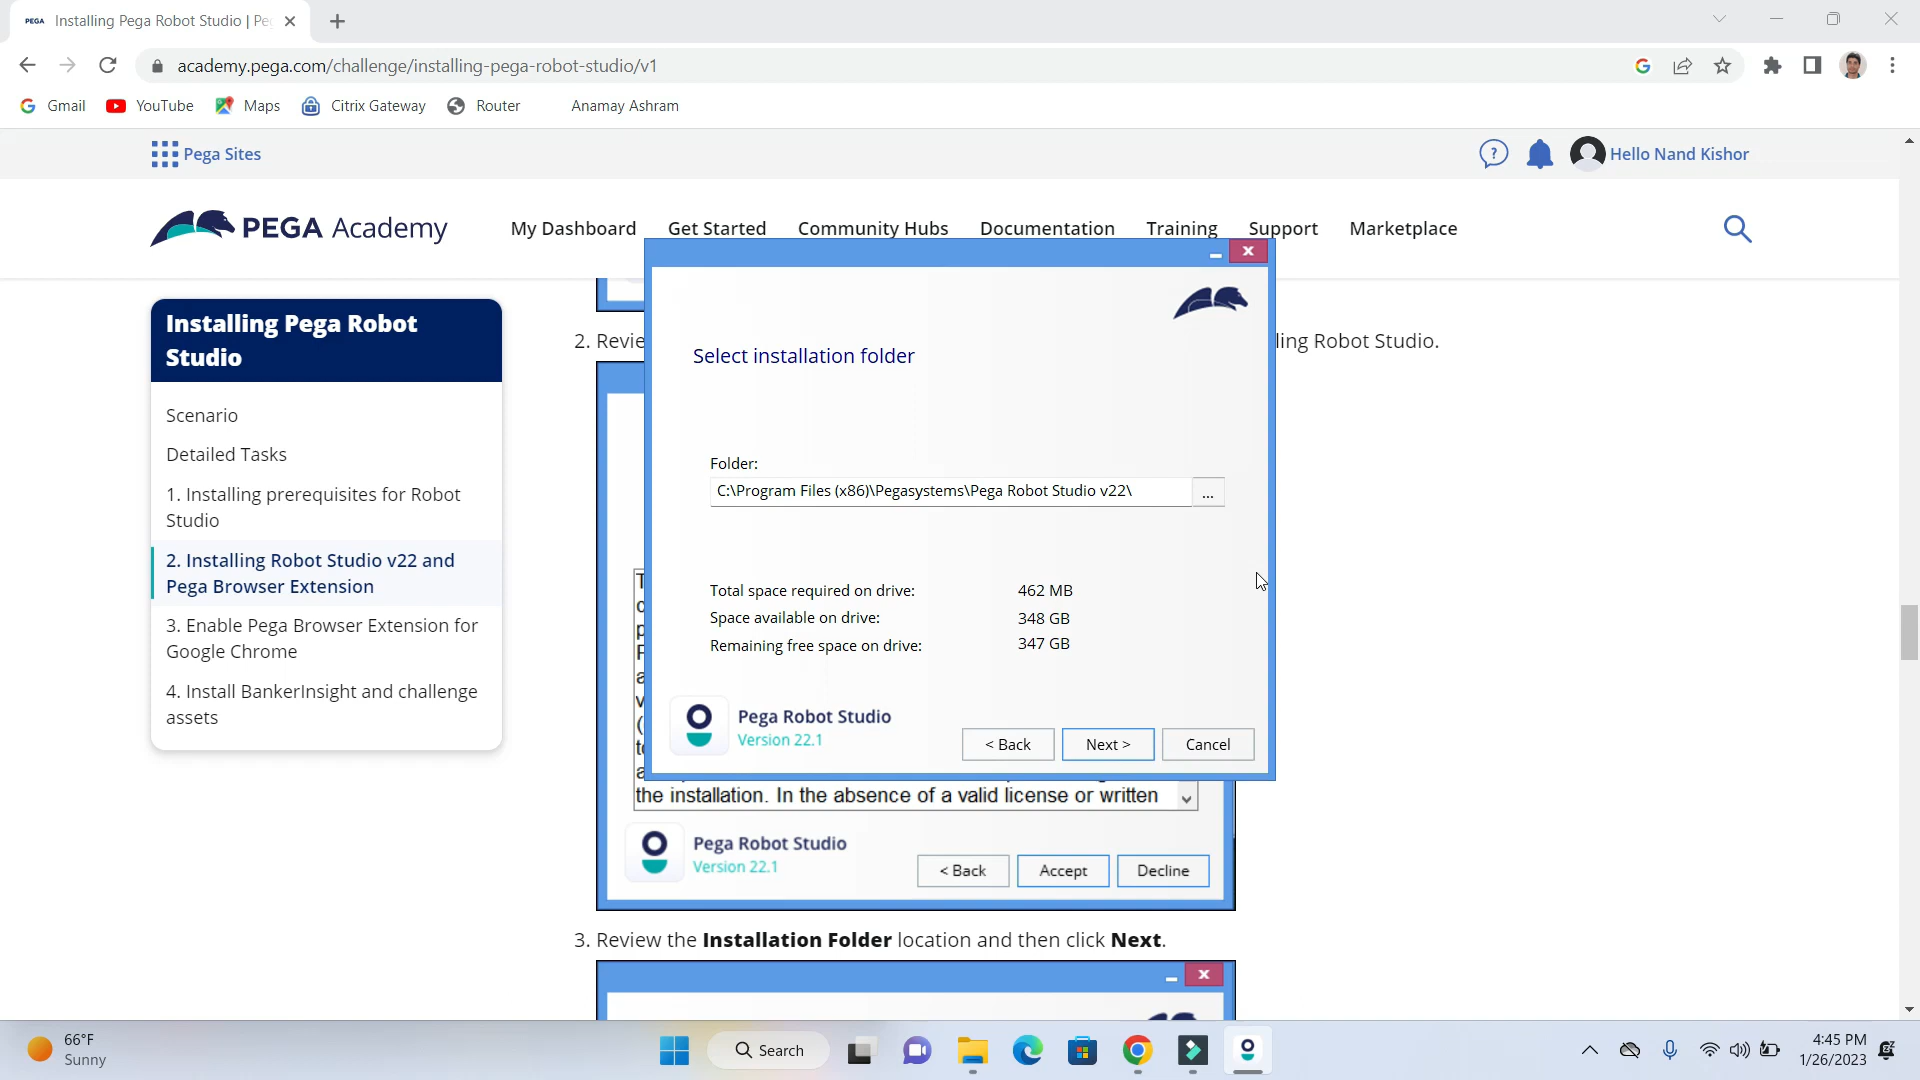 PEGA Installing Pega Robot Studio | Pe
academy.pega.com/challenge/installing-pega-robot-studio/v1
Gmail YouTube Maps Citrix Gateway Router Anamay Ashram
Pega Sites
Hello Nand Kishor
PEGA Academy
My Dashboard Get Started Community Hubs Documentation Training Support Marketplace
Installing Pega Robot
Studio
Scenario
Detailed Tasks
1. Installing prerequisites for Robot
Studio
2. Installing Robot Studio v22 and
Pega Browser Extension
3. Enable Pega Browser Extension for
Google Chrome
4. Install BankerInsight and challenge
assets
2. Revie
ling Robot Studio.
Select installation folder
Folder:
C:\Program Files (x86)\Pegasystems\Pega Robot Studio v22\
...
Total space required on drive: 462 MB
Space available on drive: 348 GB
Remaining free space on drive: 347 GB
Pega Robot Studio
Version 22.1
< Back Next > Cancel
the installation. In the absence of a valid license or written
Pega Robot Studio
Version 22.1
< Back Accept Decline
3. Review the Installation Folder location and then click Next.
66°F
Sunny
Search
4:45 PM
1/26/2023